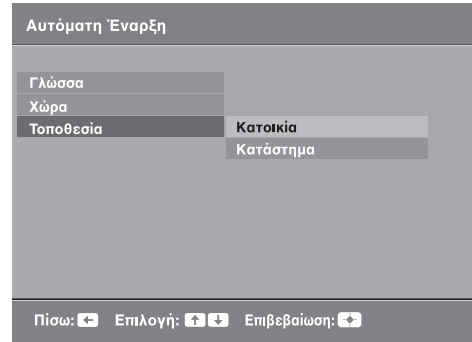 Αυτόματη Έναρξη
Γλώσσα
Χώρα
Τοποθεσία
Κατοικία
Κατάστημα
Πίσω: Επιλογή: Επιβεβαίωση: